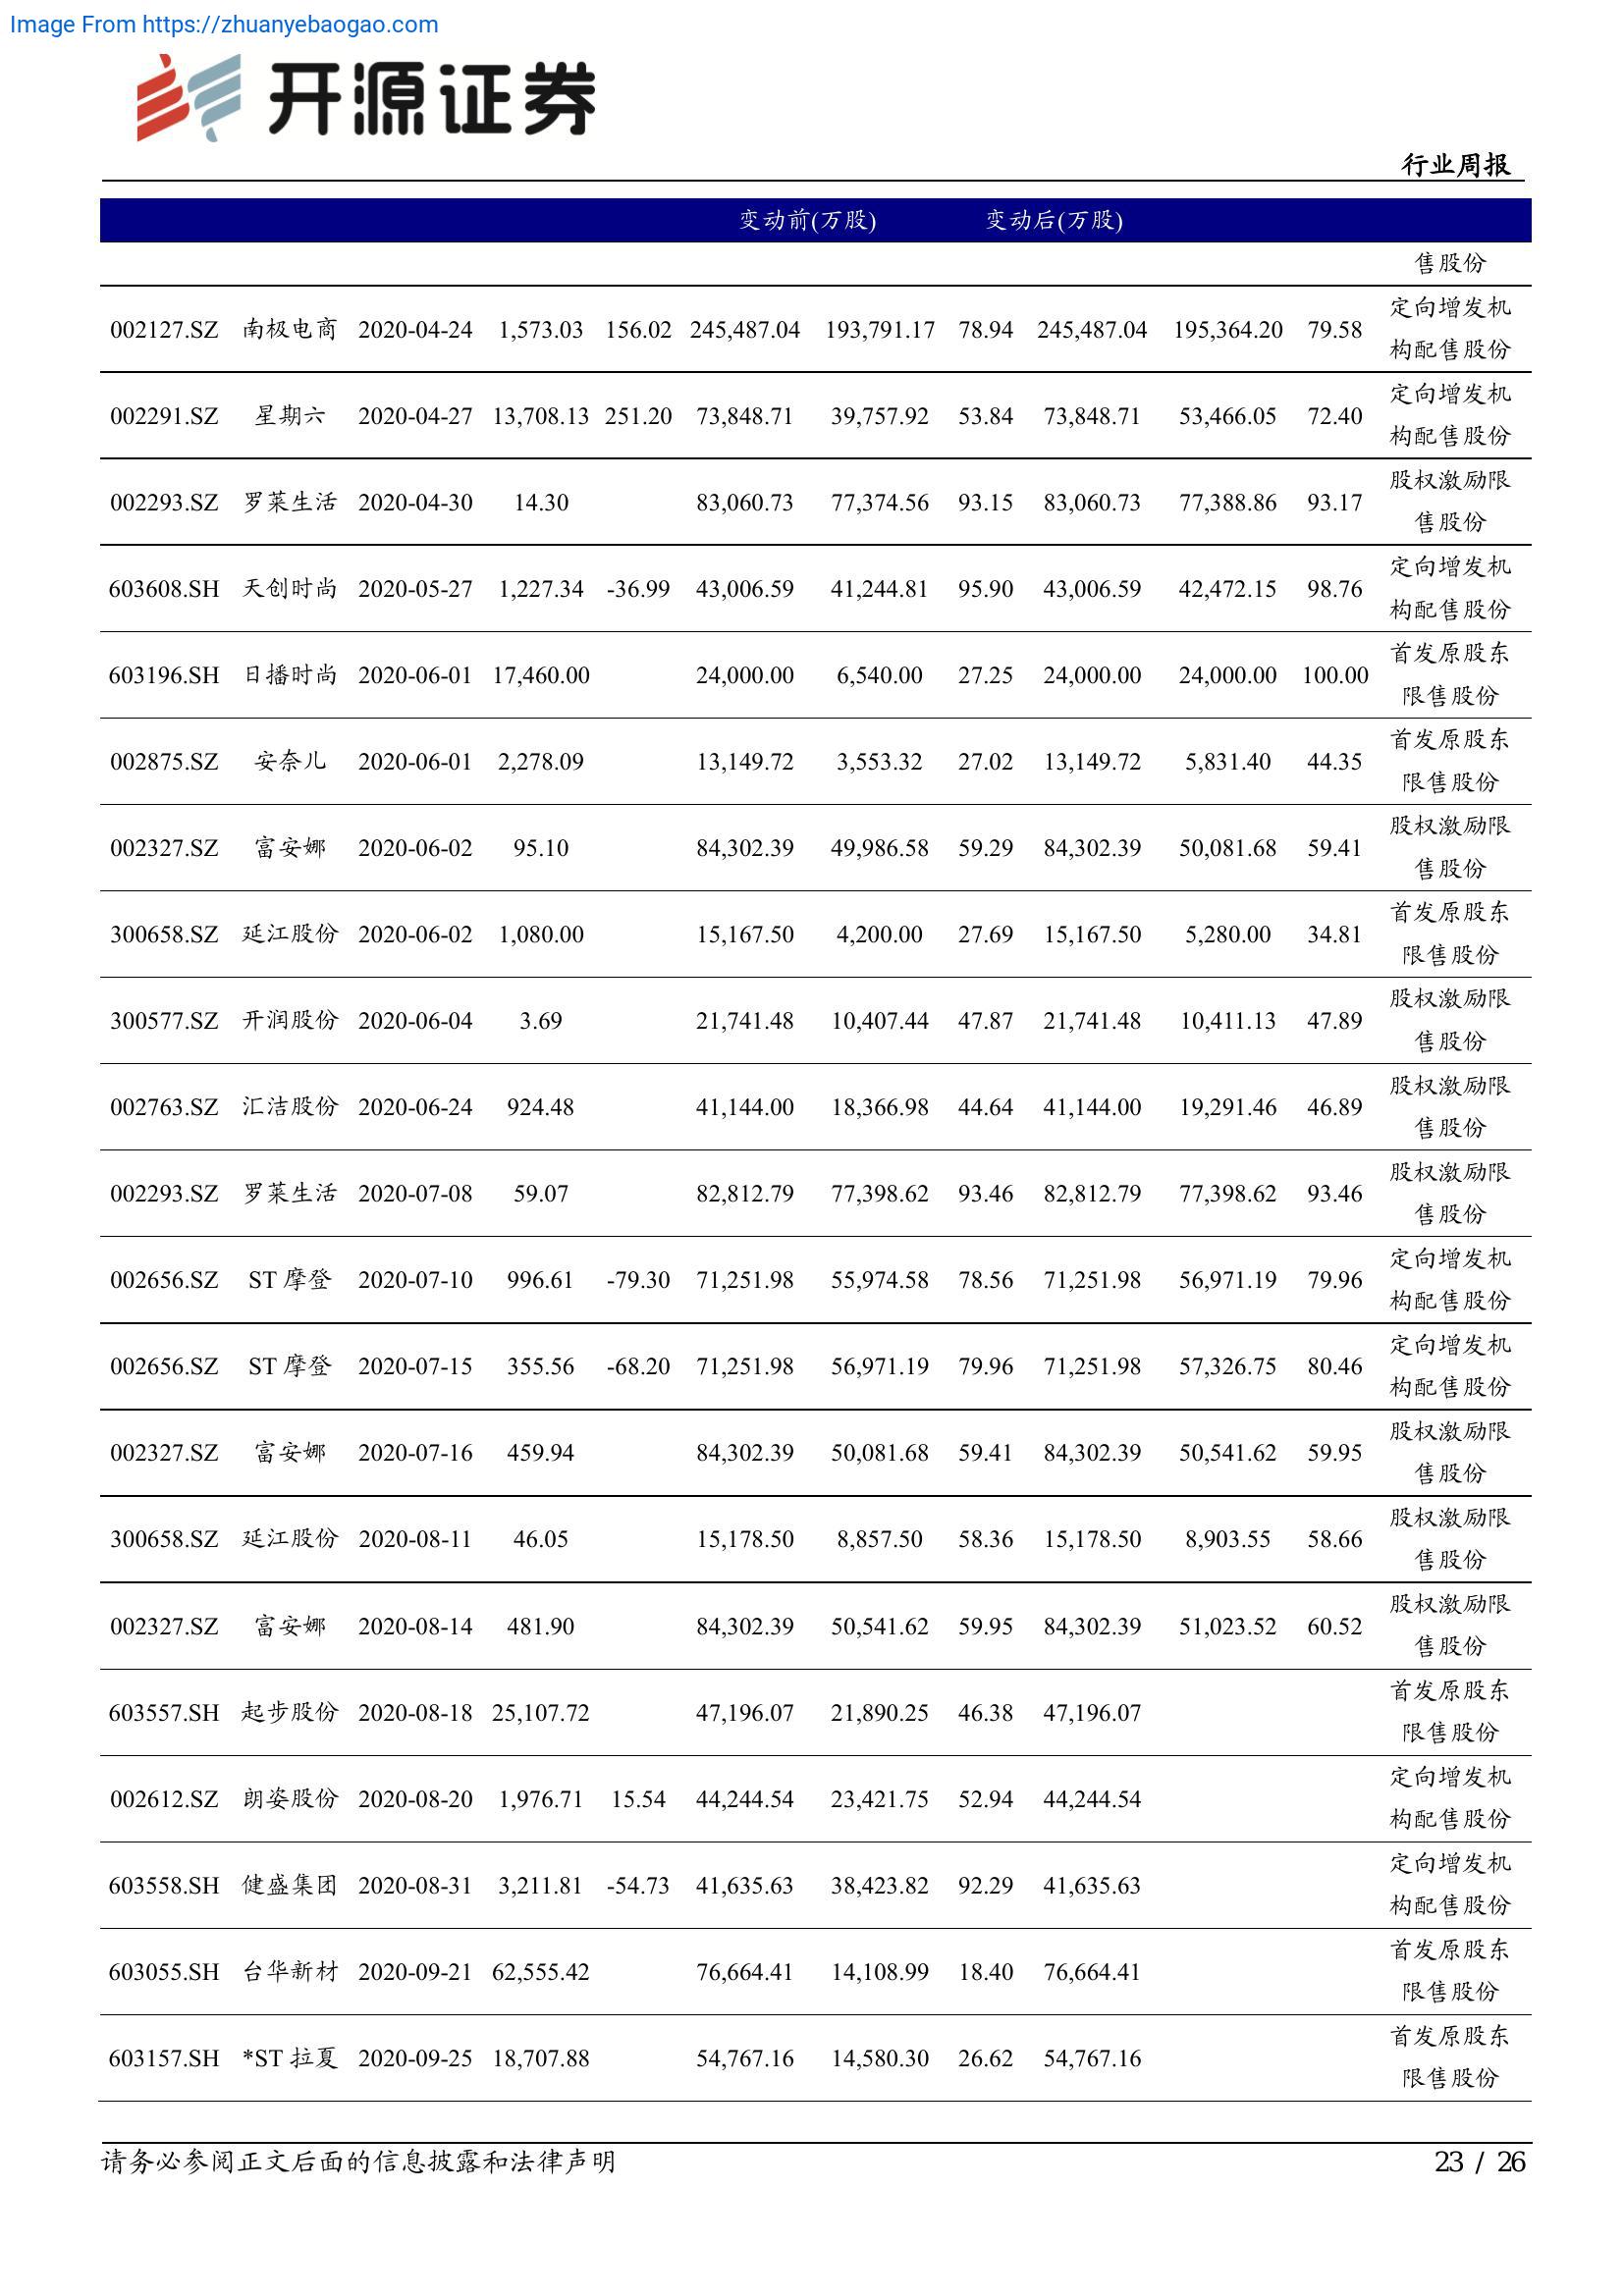 Image From https://zhuanyebaogao.com
开源证券
行业周报
变动前(万股) 变动后(万股)
售股份
002127.SZ 南极电商 2020-04-24 1,573.03 156.02 245,487.04 193,791.17 78.94 245,487.04 195,364.20 79.58 定向增发机
构配售股份
002291.SZ 星期六 2020-04-27 13,708.13 251.20 73,848.71 39,757.92 53.84 73,848.71 53,466.05 72.40 定向增发机
构配售股份
002293.SZ 罗莱生活 2020-04-30 14.30 83,060.73 77,374.56 93.15 83,060.73 77,388.86 93.17 股权激励限
售股份
603608.SH 天创时尚 2020-05-27 1,227.34 -36.99 43,006.59 41,244.81 95.90 43,006.59 42,472.15 98.76 定向增发机
构配售股份
603196.SH 日播时尚 2020-06-01 17,460.00 24,000.00 6,540.00 27.25 24,000.00 24,000.00 100.00 首发原股东
限售股份
002875.SZ 安奈儿 2020-06-01 2,278.09 13,149.72 3,553.32 27.02 13,149.72 5,831.40 44.35 首发原股东
限售股份
002327.SZ 富安娜 2020-06-02 95.10 84,302.39 49,986.58 59.29 84,302.39 50,081.68 59.41 股权激励限
售股份
300658.SZ 延江股份 2020-06-02 1,080.00 15,167.50 4,200.00 27.69 15,167.50 5,280.00 34.81 首发原股东
限售股份
300577.SZ 开润股份 2020-06-04 3.69 21,741.48 10,407.44 47.87 21,741.48 10,411.13 47.89 股权激励限
售股份
002763.SZ 汇洁股份 2020-06-24 924.48 41,144.00 18,366.98 44.64 41,144.00 19,291.46 46.89 股权激励限
售股份
002293.SZ 罗莱生活 2020-07-08 59.07 82,812.79 77,398.62 93.46 82,812.79 77,398.62 93.46 股权激励限
售股份
002656.SZ ST 摩登 2020-07-10 996.61 -79.30 71,251.98 55,974.58 78.56 71,251.98 56,971.19 79.96 定向增发机
构配售股份
002656.SZ ST 摩登 2020-07-15 355.56 -68.20 71,251.98 56,971.19 79.96 71,251.98 57,326.75 80.46 定向增发机
构配售股份
002327.SZ 富安娜 2020-07-16 459.94 84,302.39 50,081.68 59.41 84,302.39 50,541.62 59.95 股权激励限
售股份
300658.SZ 延江股份 2020-08-11 46.05 15,178.50 8,857.50 58.36 15,178.50 8,903.55 58.66 股权激励限
售股份
002327.SZ 富安娜 2020-08-14 481.90 84,302.39 50,541.62 59.95 84,302.39 51,023.52 60.52 股权激励限
售股份
603557.SH 起步股份 2020-08-18 25,107.72 47,196.07 21,890.25 46.38 47,196.07 首发原股东
限售股份
002612.SZ 朗姿股份 2020-08-20 1,976.71 15.54 44,244.54 23,421.75 52.94 44,244.54 定向增发机
构配售股份
603558.SH 健盛集团 2020-08-31 3,211.81 -54.73 41,635.63 38,423.82 92.29 41,635.63 定向增发机
构配售股份
603055.SH 台华新材 2020-09-21 62,555.42 76,664.41 14,108.99 18.40 76,664.41 首发原股东
限售股份
603157.SH *ST 拉夏 2020-09-25 18,707.88 54,767.16 14,580.30 26.62 54,767.16 首发原股东
限售股份
请务必参阅正文后面的信息披露和法律声明 23 / 26